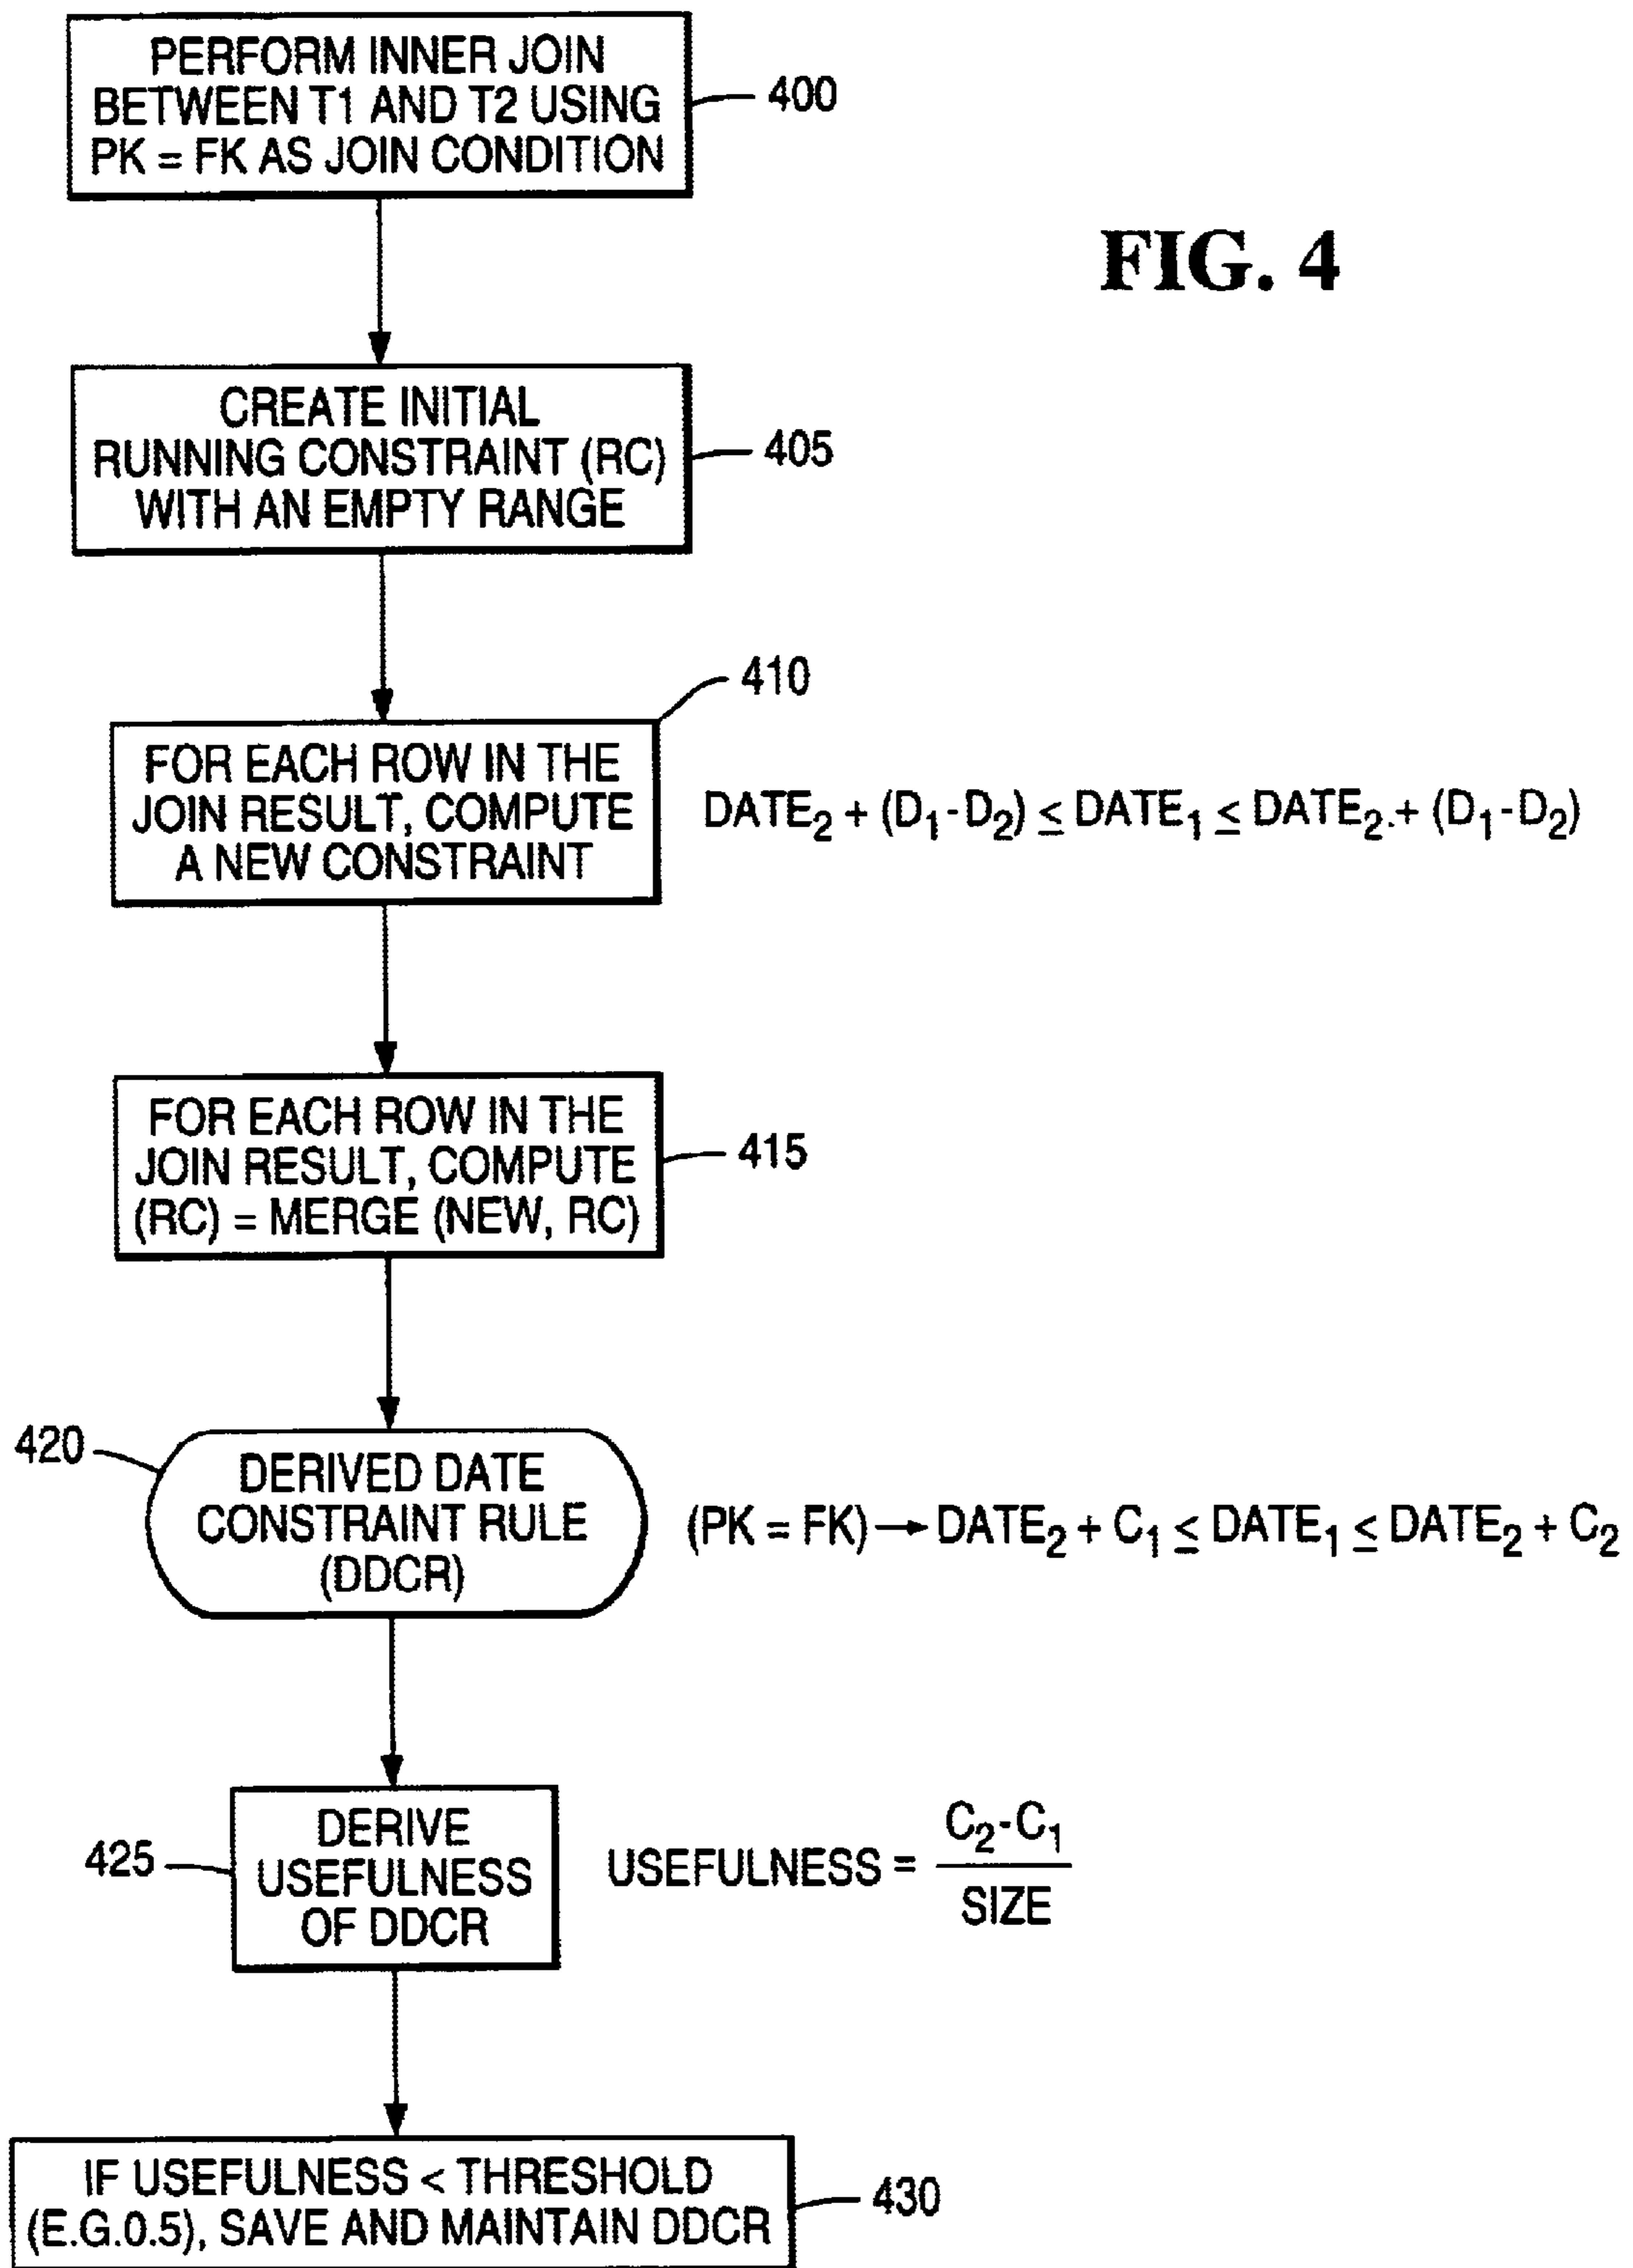 PERFORM INNER JOIN
BETWEEN T1 AND T2 USING
PK = FK AS JOIN CONDITION
400
FIG. 4
CREATE INITIAL
RUNNING CONSTRAINT (RC)
WITH AN EMPTY RANGE
405
410
FOR EACH ROW IN THE
JOIN RESULT, COMPUTE
A NEW CONSTRAINT
DATE₂ + (D₁-D₂) ≤ DATE₁ ≤ DATE₂.+ (D₁-D₂)
FOR EACH ROW IN THE
JOIN RESULT, COMPUTE
(RC) = MERGE (NEW, RC)
415
420
DERIVED DATE
CONSTRAINT RULE
(DDCR)
(PK = FK) → DATE₂ + C₁ ≤ DATE₁ ≤ DATE₂ + C₂
425
DERIVE
USEFULNESS
OF DDCR
USEFULNESS = C₂-C₁
SIZE
IF USEFULNESS < THRESHOLD
(E.G.0.5), SAVE AND MAINTAIN DDCR
430